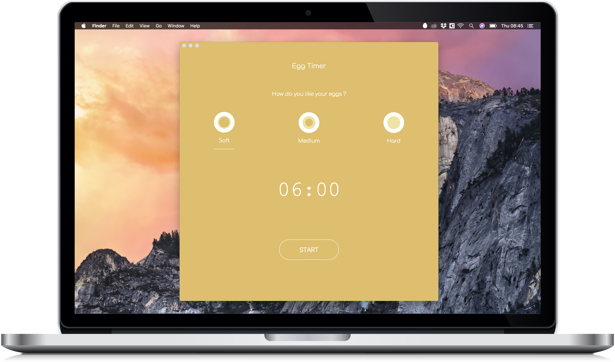 Finder File Edit View Go Window Help
Thu 08:45
Egg Timer
How do you like your eggs ?
Soft Medium Hard
06:00
START